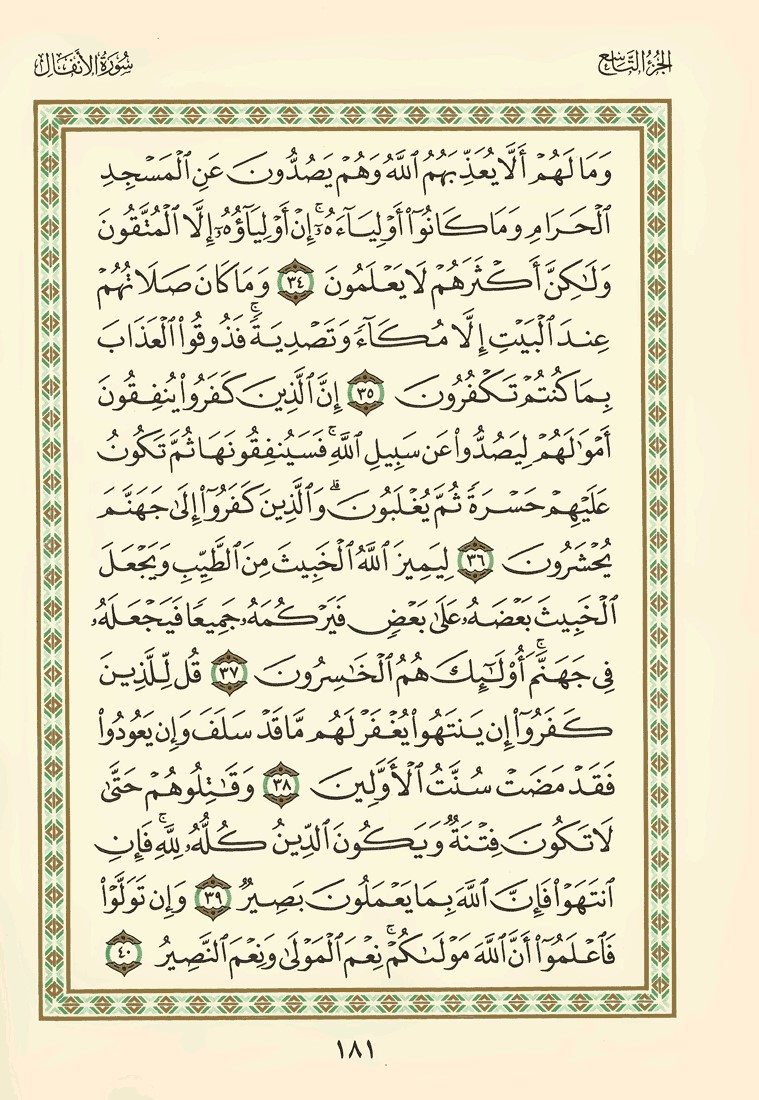 الجزء التاسع
سورة الأنفال
وَمَا لَهُمْ أَلَّا يُعَذِّبَهُمُ ٱللَّهُ وَهُمْ يَصُدُّونَ عَنِ ٱلْمَسْجِدِ
ٱلْحَرَامِ وَمَا كَانُوٓا۟ أَوْلِيَآءَهُۥٓ ۚ إِنْ أَوْلِيَآؤُهُۥٓ إِلَّا ٱلْمُتَّقُونَ
وَلَٰكِنَّ أَكْثَرَهُمْ لَا يَعْلَمُونَ ٣٤ وَمَا كَانَ صَلَاتُهُمْ
عِندَ ٱلْبَيْتِ إِلَّا مُكَآءً وَتَصْدِيَةً ۚ فَذُوقُوا۟ ٱلْعَذَابَ
بِمَا كُنتُمْ تَكْفُرُونَ ٣٥ إِنَّ ٱلَّذِينَ كَفَرُوا۟ يُنفِقُونَ
أَمْوَٰلَهُمْ لِيَصُدُّوا۟ عَن سَبِيلِ ٱللَّهِ ۚ فَسَيُنفِقُونَهَا ثُمَّ تَكُونُ
عَلَيْهِمْ حَسْرَةً ثُمَّ يُغْلَبُونَ ۗ وَٱلَّذِينَ كَفَرُوٓا۟ إِلَىٰ جَهَنَّمَ
يُحْشَرُونَ ٣٦ لِيَمِيزَ ٱللَّهُ ٱلْخَبِيثَ مِنَ ٱلطَّيِّبِ وَيَجْعَلَ
ٱلْخَبِيثَ بَعْضَهُۥ عَلَىٰ بَعْضٍ فَيَرْكُمَهُۥ جَمِيعًا فَيَجْعَلَهُۥ
فِى جَهَنَّمَ ۚ أُو۟لَٰٓئِكَ هُمُ ٱلْخَٰسِرُونَ ٣٧ قُل لِّلَّذِينَ
كَفَرُوٓا۟ إِن يَنتَهُوا۟ يُغْفَرْ لَهُم مَّا قَدْ سَلَفَ وَإِن يَعُودُوا۟
فَقَدْ مَضَتْ سُنَّتُ ٱلْأَوَّلِينَ ٣٨ وَقَٰتِلُوهُمْ حَتَّىٰ
لَا تَكُونَ فِتْنَةٌ وَيَكُونَ ٱلدِّينُ كُلُّهُۥ لِلَّهِ ۚ فَإِنِ
ٱنتَهَوْا۟ فَإِنَّ ٱللَّهَ بِمَا يَعْمَلُونَ بَصِيرٌ ٣٩ وَإِن تَوَلَّوْا۟
فَٱعْلَمُوٓا۟ أَنَّ ٱللَّهَ مَوْلَىٰكُمْ ۚ نِعْمَ ٱلْمَوْلَىٰ وَنِعْمَ ٱلنَّصِيرُ ٤٠
١٨١